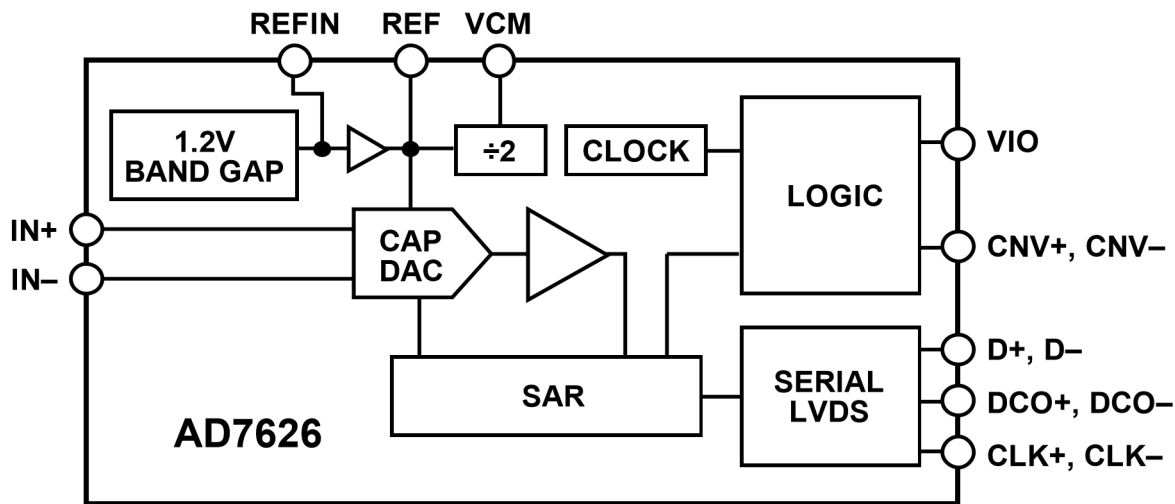 REFIN
REF
VCM
1.2V
BAND GAP
÷2
CLOCK
LOGIC
VIO
IN+
IN–
CAP
DAC
CNV+, CNV–
SAR
SERIAL
LVDS
D+, D–
DCO+, DCO–
CLK+, CLK–
AD7626